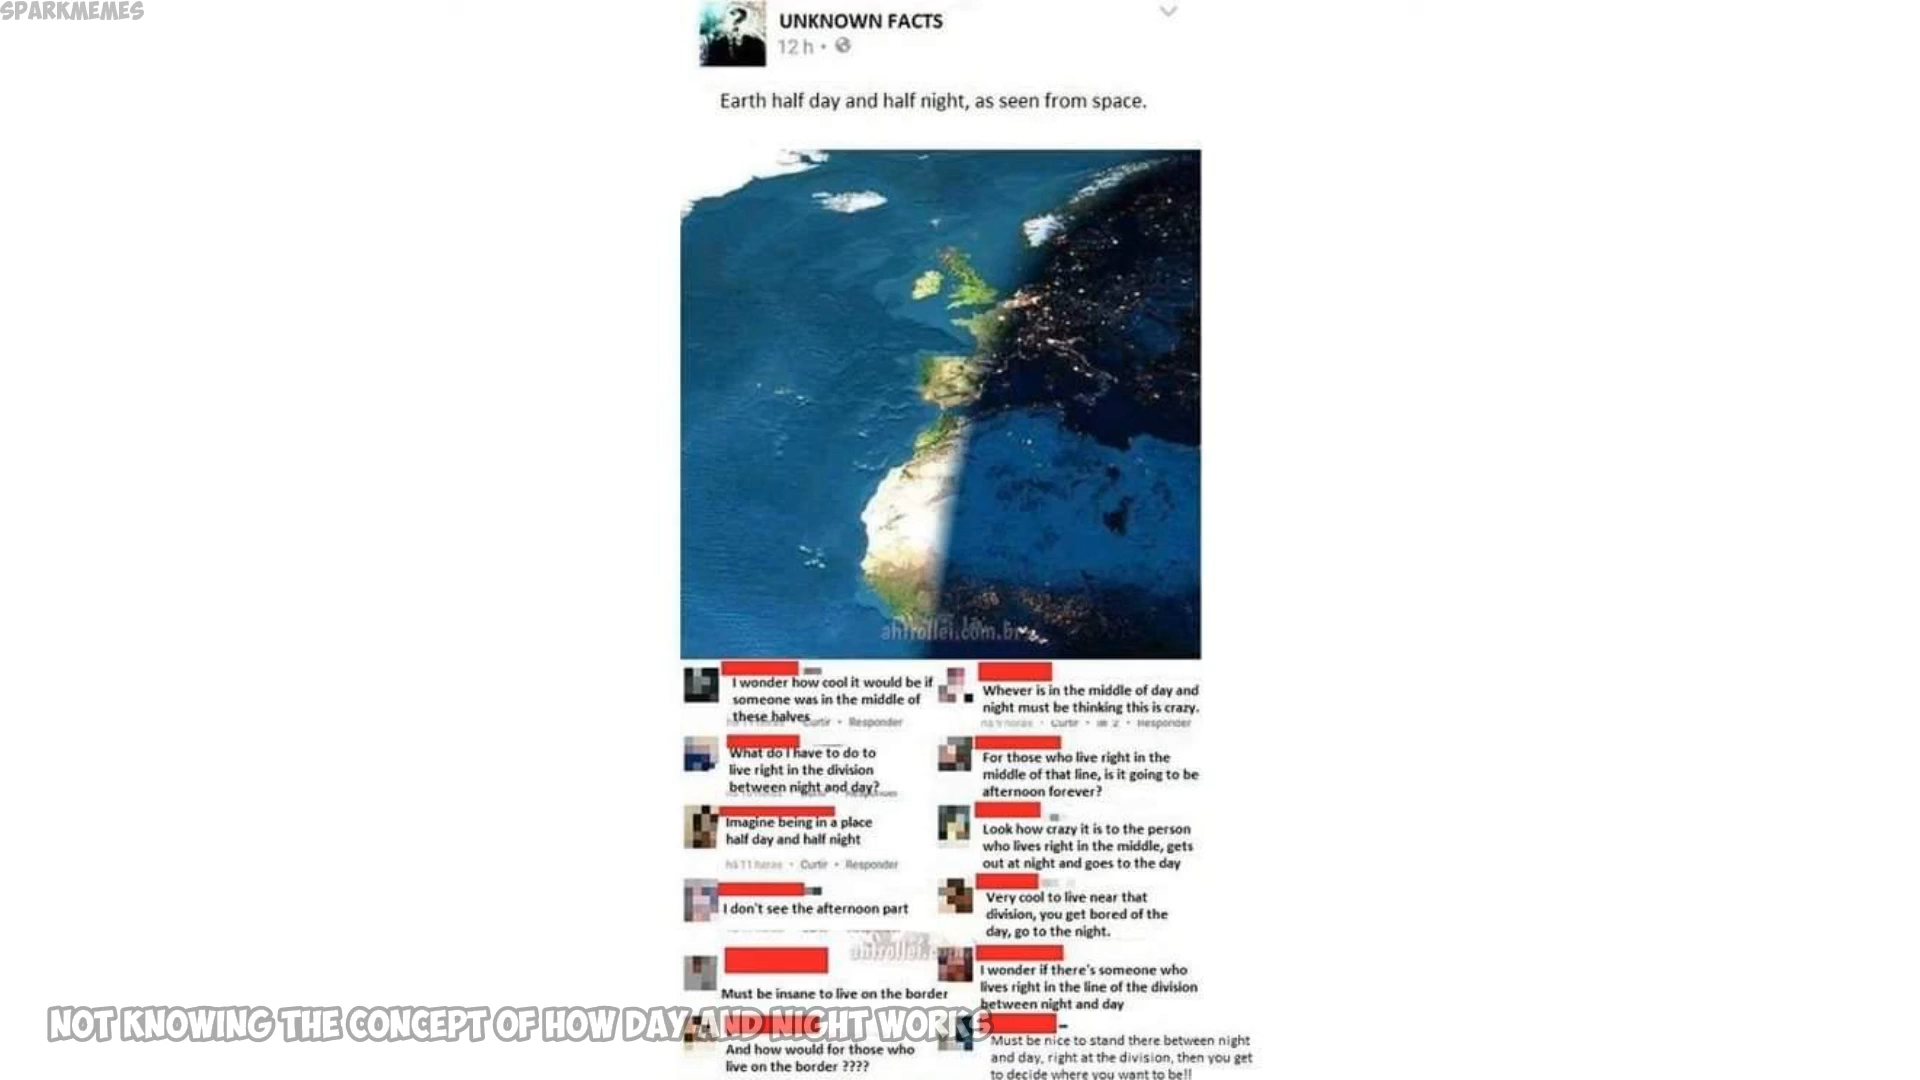 SPARKMEMES
UNKNOWN FACTS
12 h
Earth half day and half night, as seen from space.
ahtrollei.com.br
I wonder how cool it would be if
someone was in the middle of
these halves
Curtir • Responder
What do I have to do to
live right in the division
between night and day?
Imagine being in a place
half day and half night
há 11 horas • Curtir • Responder
I don't see the afternoon part
Must be insane to live on the border
And how would for those who
live on the border ????
Whever is in the middle of day and
night must be thinking this is crazy.
há 9 horas • Curtir • 2 • Responder
For those who live right in the
middle of that line, is it going to be
afternoon forever?
Look how crazy it is to the person
who lives right in the middle, gets
out at night and goes to the day
Very cool to live near that
division, you get bored of the
day, go to the night.
I wonder if there's someone who
lives right in the line of the division
between night and day
Must be nice to stand there between night
and day, right at the division, then you get
to decide where you want to be!!
NOT KNOWING THE CONCEPT OF HOW DAY AND NIGHT WORKS